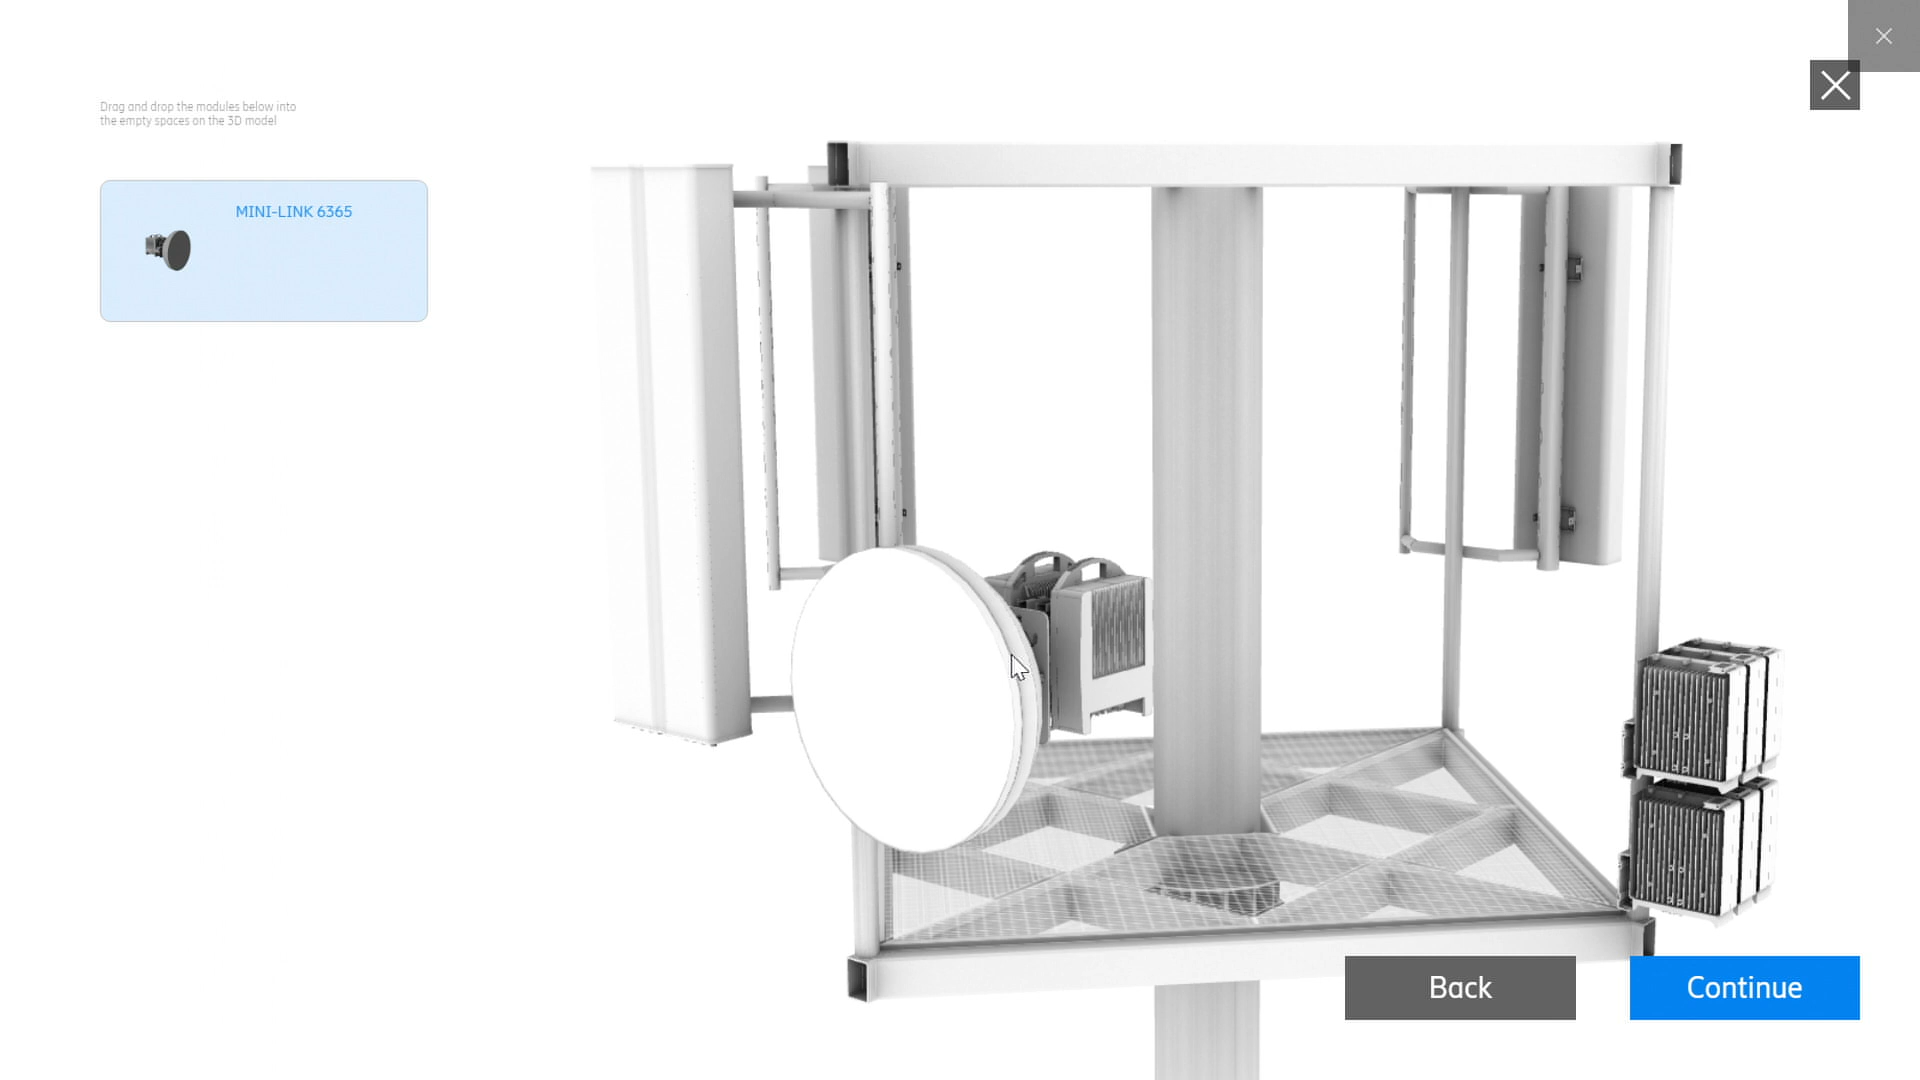 Drag and drop the modules below into
the empty spaces on the 3D model
MINI-LINK 6365
Back
Continue